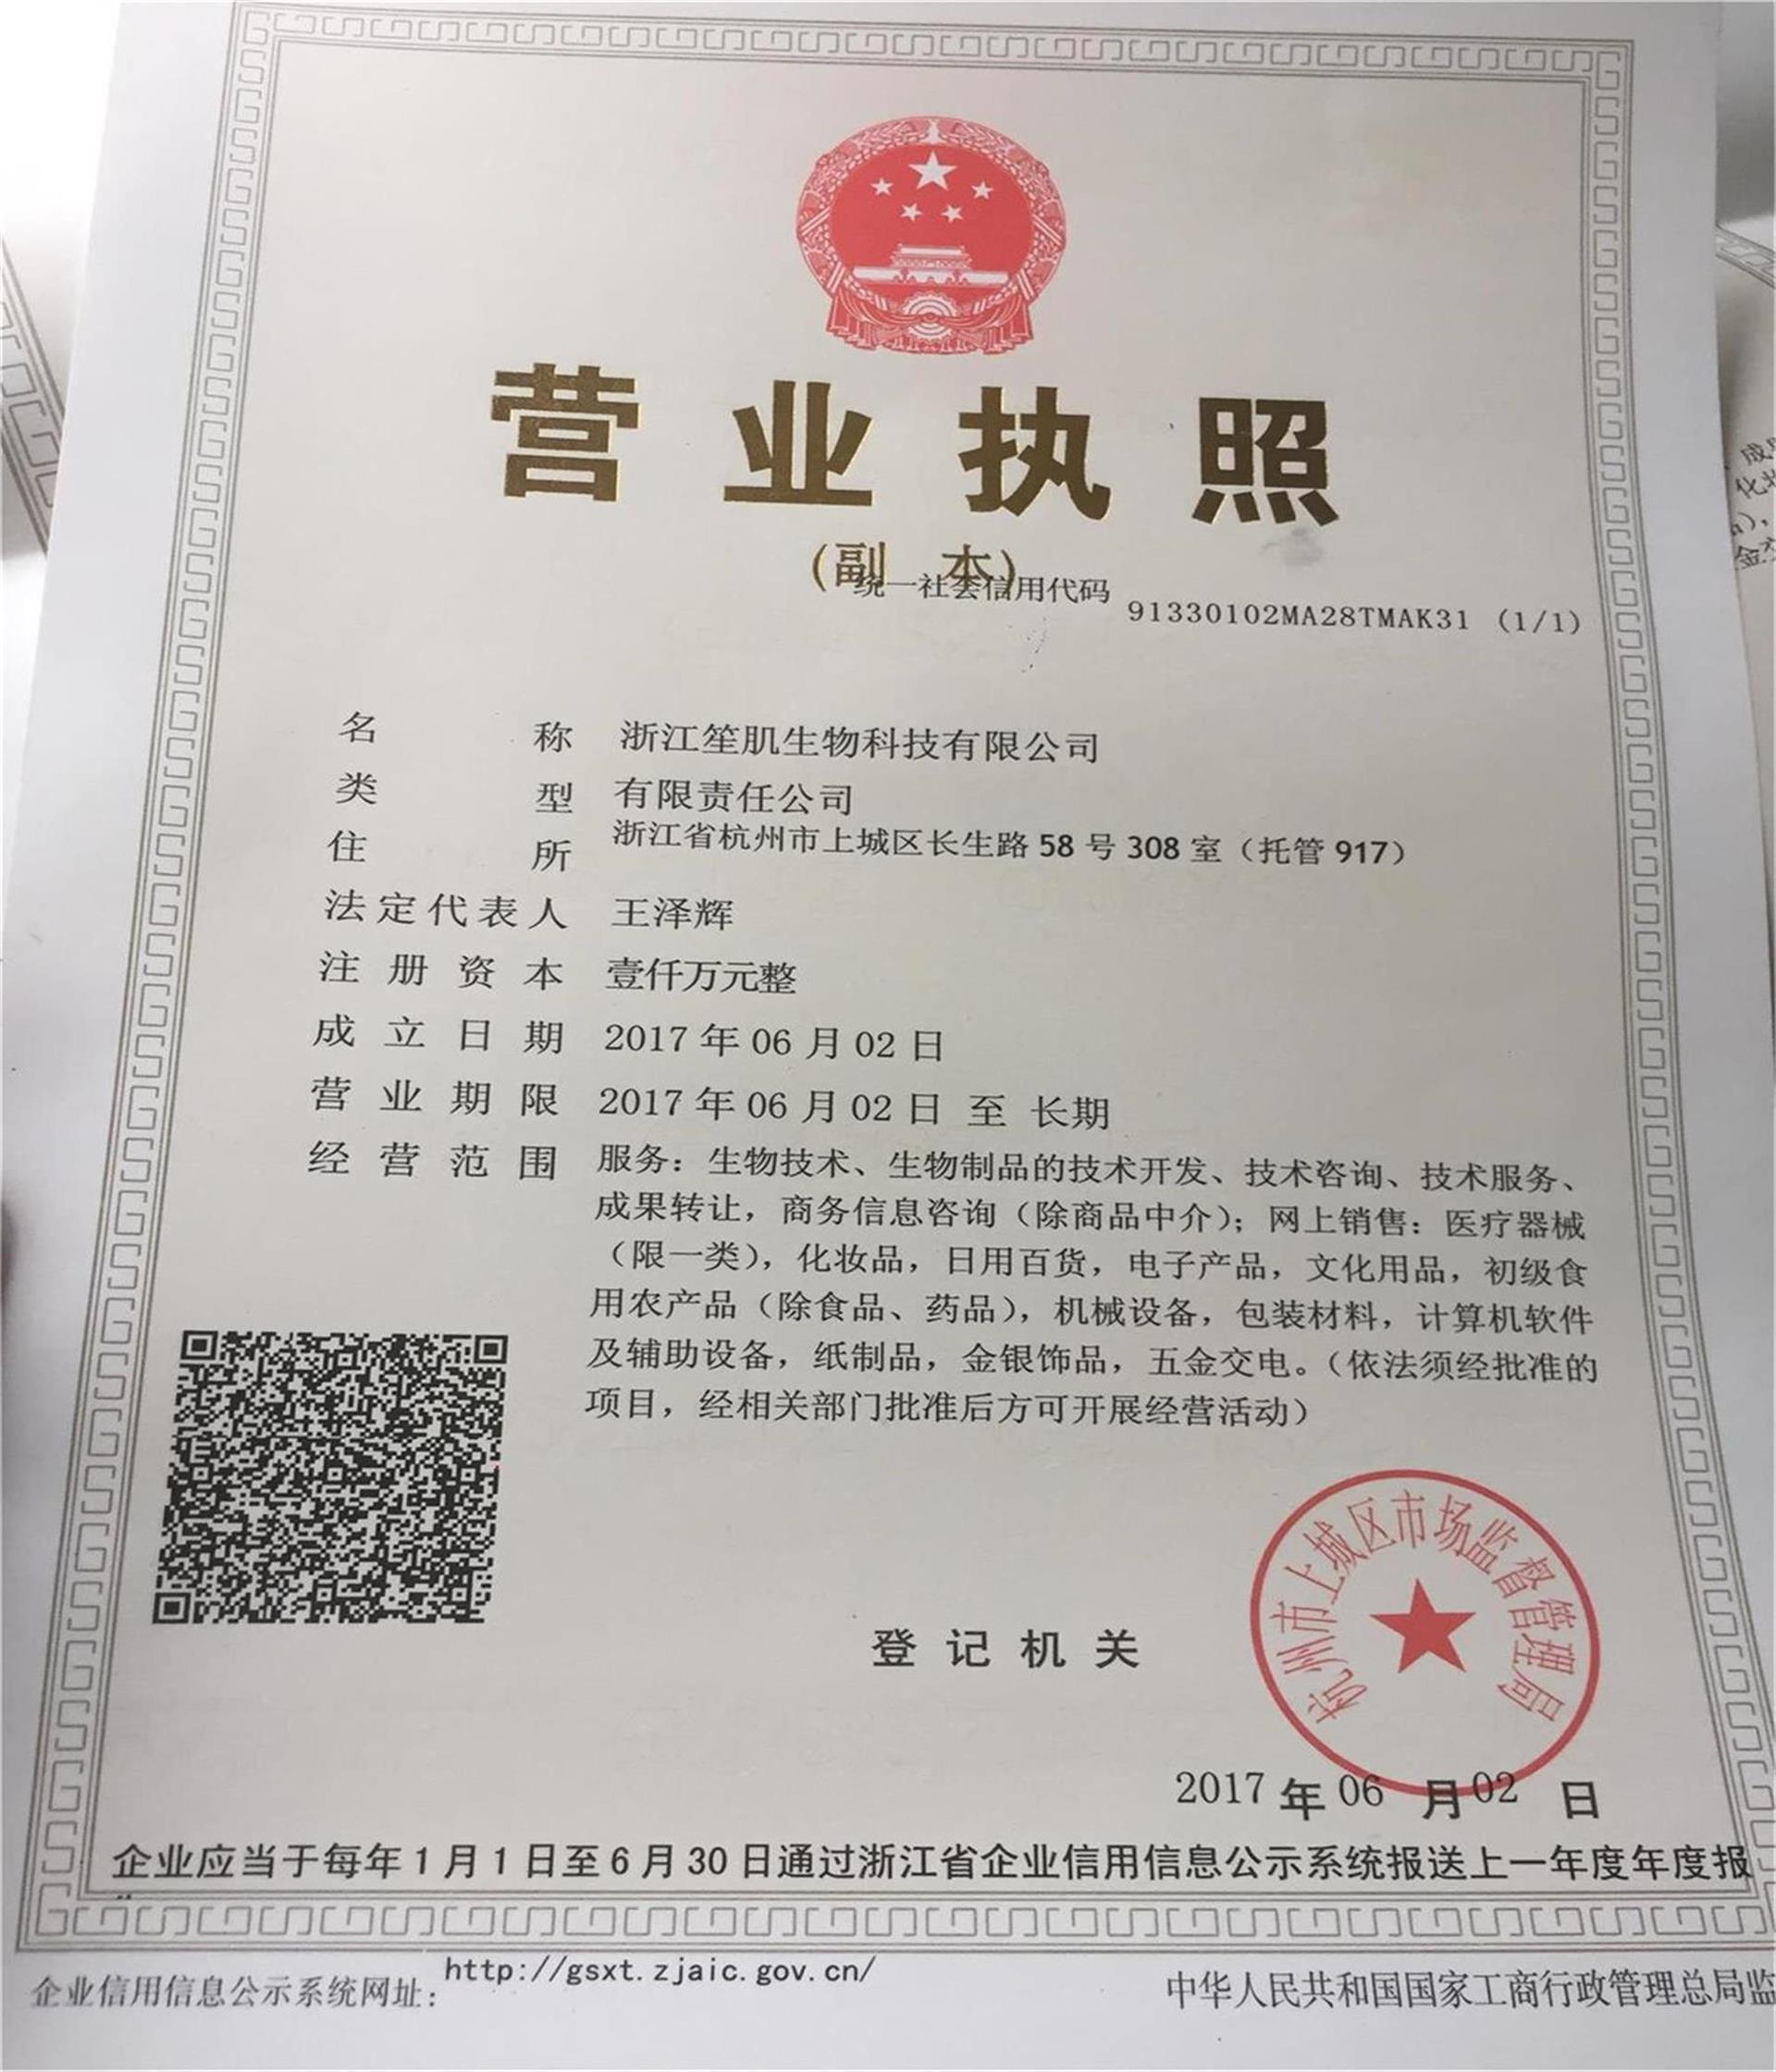 营业执照
(副 本)
统一社会信用代码 91330102MA28TMAK31 (1/1)
名 称 浙江笙肌生物科技有限公司
类 型 有限责任公司
住 所 浙江省杭州市上城区长生路58号308室（托管917）
法定代表人 王泽辉
注册资本 壹仟万元整
成立日期 2017年06月02日
营业期限 2017年06月02日 至 长期
经营范围 服务：生物技术、生物制品的技术开发、技术咨询、技术服务、
成果转让，商务信息咨询（除商品中介）；网上销售：医疗器械
（限一类），化妆品，日用百货，电子产品，文化用品，初级食
用农产品（除食品、药品），机械设备，包装材料，计算机软件
及辅助设备，纸制品，金银饰品，五金交电。（依法须经批准的
项目，经相关部门批准后方可开展经营活动）
杭州市上城区市场监督管理局
登记机关
2017年06月02日
企业应当于每年1月1日至6月30日通过浙江省企业信用信息公示系统报送上一年度年度报
企业信用信息公示系统网址： http://gsxt.zjaic.gov.cn/
中华人民共和国国家工商行政管理总局监